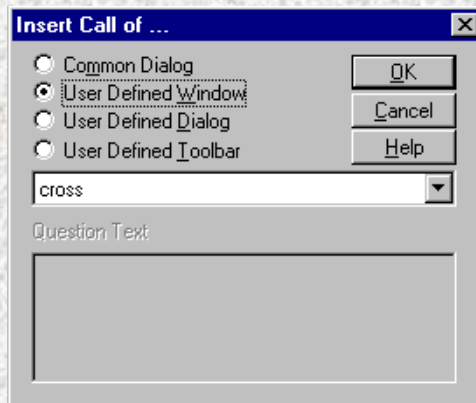 Insert Call of ...
Common Dialog
User Defined Window
User Defined Dialog
User Defined Toolbar
OK
Cancel
Help
cross
Question Text